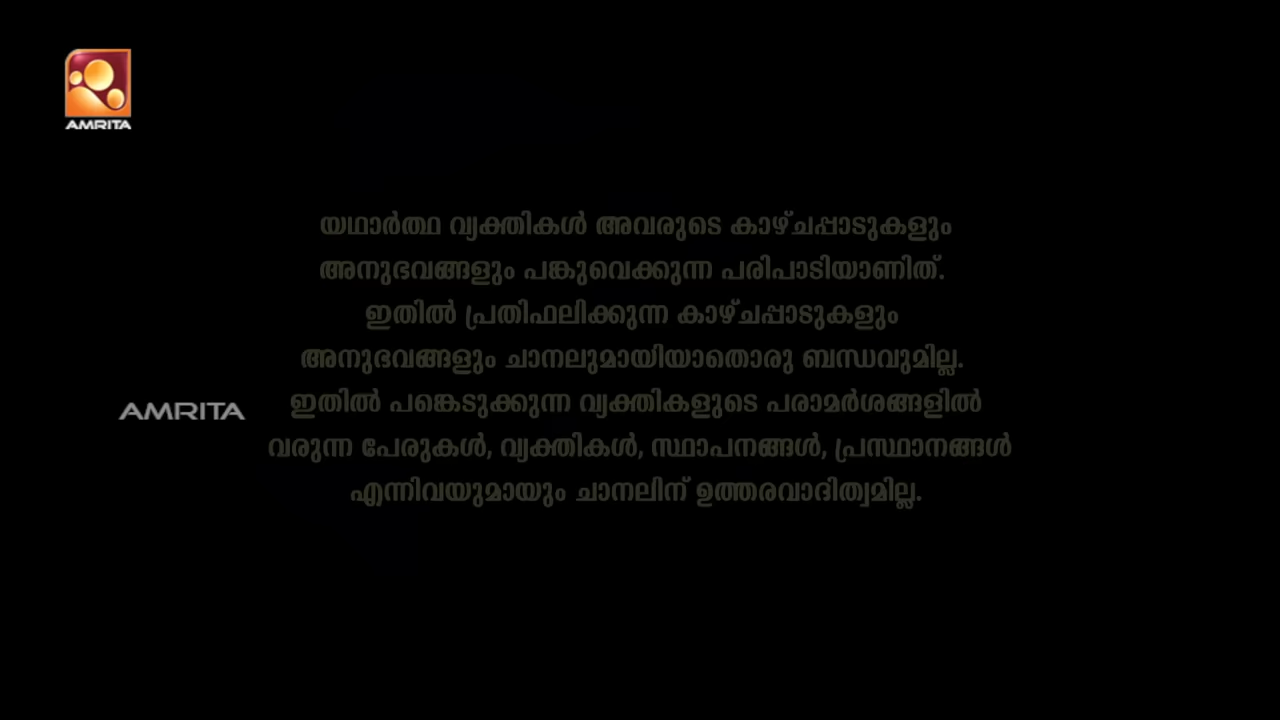 AMRITA
യഥാർത്ഥ വ്യക്തികൾ അവരുടെ കാഴ്ചപ്പാടുകളും
അനുഭവങ്ങളും പങ്കുവെക്കുന്ന പരിപാടിയാണിത്.
ഇതിൽ പ്രതിഫലിക്കുന്ന കാഴ്ചപ്പാടുകളും
അനുഭവങ്ങളും ചാനലുമായിയാതൊരു ബന്ധവുമില്ല.
AMRITA
ഇതിൽ പങ്കെടുക്കുന്ന വ്യക്തികളുടെ പരാമർശങ്ങളിൽ
വരുന്ന പേരുകൾ, വ്യക്തികൾ, സ്ഥാപനങ്ങൾ, പ്രസ്ഥാനങ്ങൾ
എന്നിവയുമായും ചാനലിന് ഉത്തരവാദിത്വമില്ല.